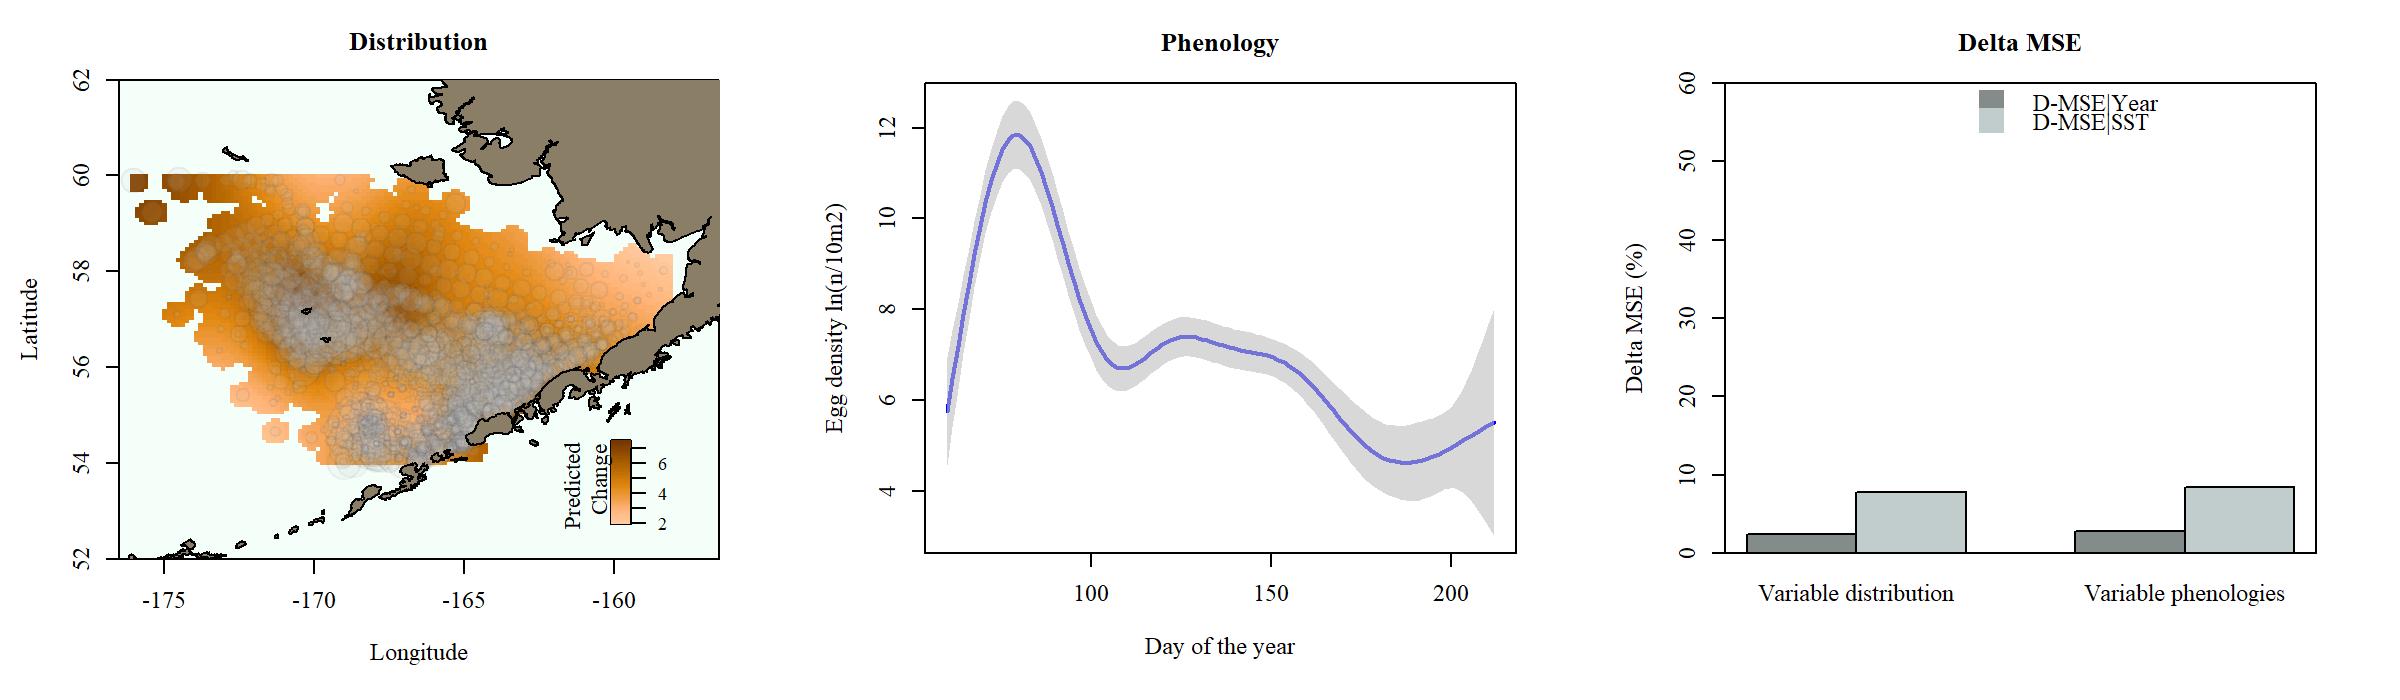 Distribution
62
60
58
56
54
52
Latitude
-175
-170
-165
-160
Longitude
Predicted
Change
6
4
2
Phenology
12
10
8
6
4
Egg density ln(n/10m2)
100
150
200
Day of the year
Delta MSE
60
50
40
30
20
10
0
Delta MSE (%)
D-MSE|Year
D-MSE|SST
Variable distribution
Variable phenologies